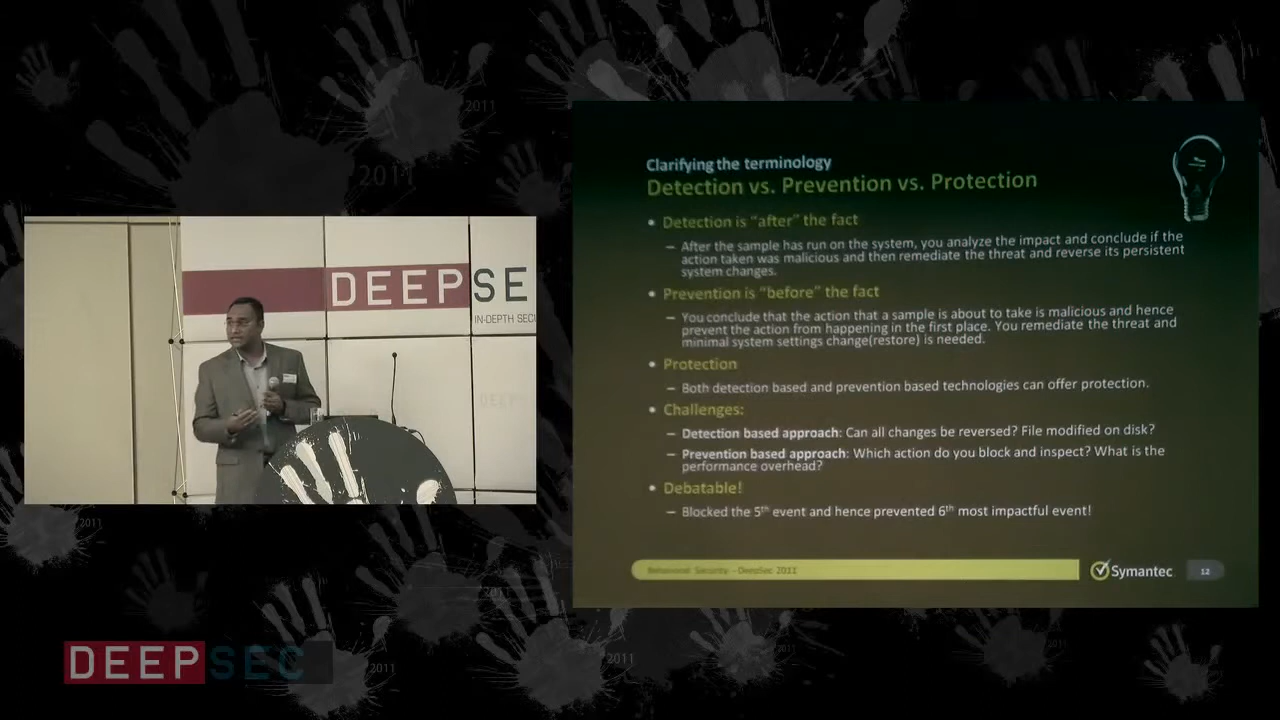 2011
2011
DEEPSE
IN-DEPTH SEC
Clarifying the terminology
Detection vs. Prevention vs. Protection
• Detection is “after” the fact
– After the sample has run on the system, you analyze the impact and conclude if the
action taken was malicious and then remediate the threat and reverse its persistent
system changes.
• Prevention is “before” the fact
– You conclude that the action that a sample is about to take is malicious and hence
prevent the action from happening in the first place. You remediate the threat and
minimal system settings change(restore) is needed.
• Protection
– Both detection based and prevention based technologies can offer protection.
• Challenges:
– Detection based approach: Can all changes be reversed? File modified on disk?
– Prevention based approach: Which action do you block and inspect? What is the
performance overhead?
• Debatable!
– Blocked the 5th event and hence prevented 6th most impactful event!
Behavioral Security - DeepSec 2011
Symantec
12
2011
2011
2011
2011
2011
2011
DEEPSEC